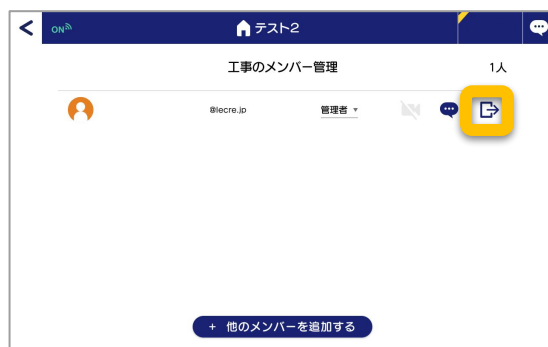 ON
テスト2
工事のメンバー管理 1人
@lecre.jp 管理者
+ 他のメンバーを追加する